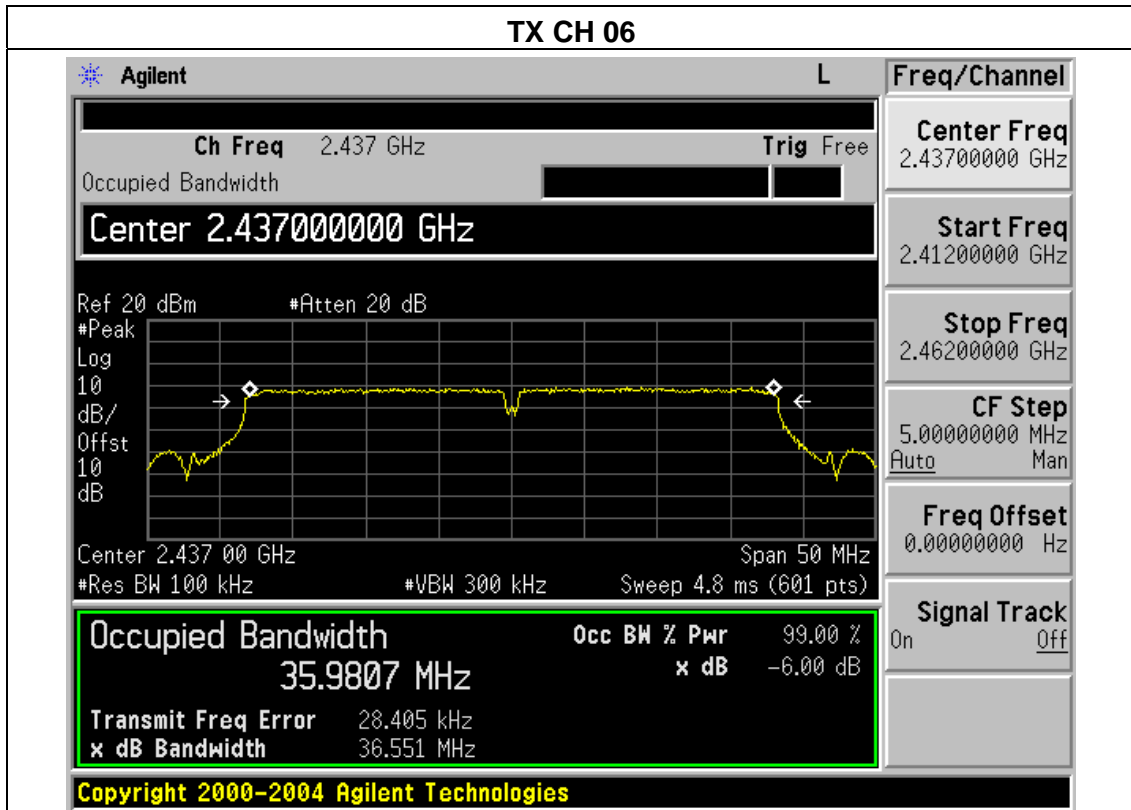 TX CH 06
Agilent L Freq/Channel
Ch Freq 2.437 GHz Trig Free
Occupied Bandwidth
Center 2.437000000 GHz
Ref 20 dBm #Atten 20 dB
#Peak
Log
10
dB/
Offst
10
dB
Center 2.437 00 GHz Span 50 MHz
#Res BW 100 kHz #VBW 300 kHz Sweep 4.8 ms (601 pts)
Occupied Bandwidth Occ BW % Pwr 99.00 %
35.9807 MHz x dB -6.00 dB
Transmit Freq Error 28.405 kHz
x dB Bandwidth 36.551 MHz
Copyright 2000-2004 Agilent Technologies
Center Freq
2.43700000 GHz
Start Freq
2.41200000 GHz
Stop Freq
2.46200000 GHz
CF Step
5.00000000 MHz
Auto Man
Freq Offset
0.00000000 Hz
Signal Track
On Off